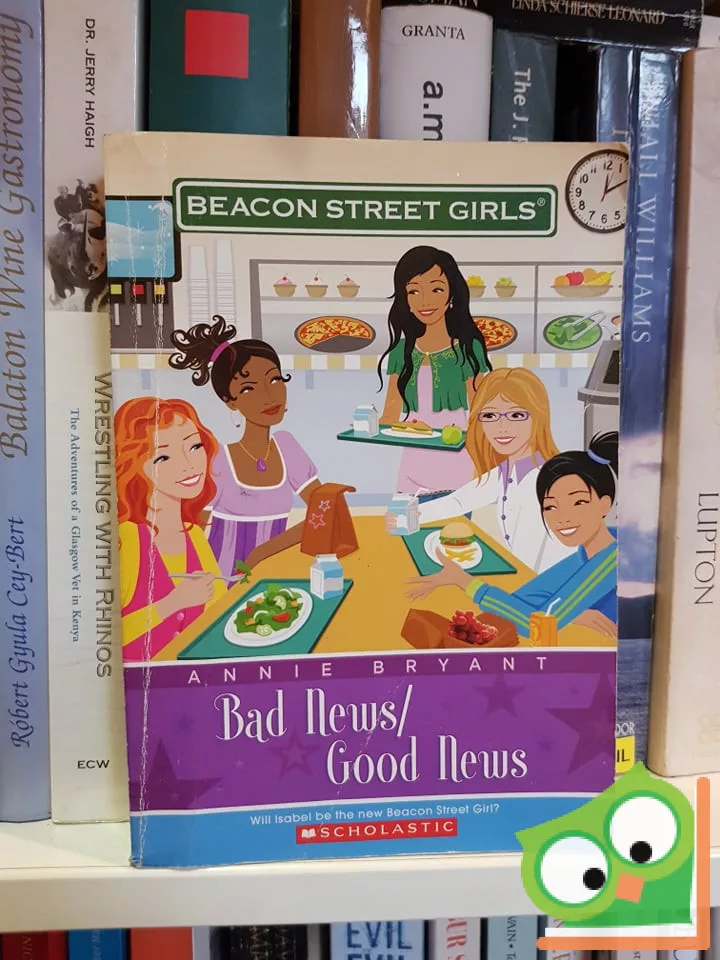 LINDA SCHIERSE LEONARD
GRANTA
a.m
The J.
DR. JERRY HAIGH
WRESTLING WITH RHINOS
The Adventures of a Glasgow Vet in Kenya
ECW
Balaton Wine Gastronomy
Róbert Gyula Cey-Bert
WILLIAMS
LUPTON
BEACON STREET GIRLS®
ANNIE BRYANT
Bad News/
Good News
Will Isabel be the new Beacon Street Girl?
SCHOLASTIC
EVIL